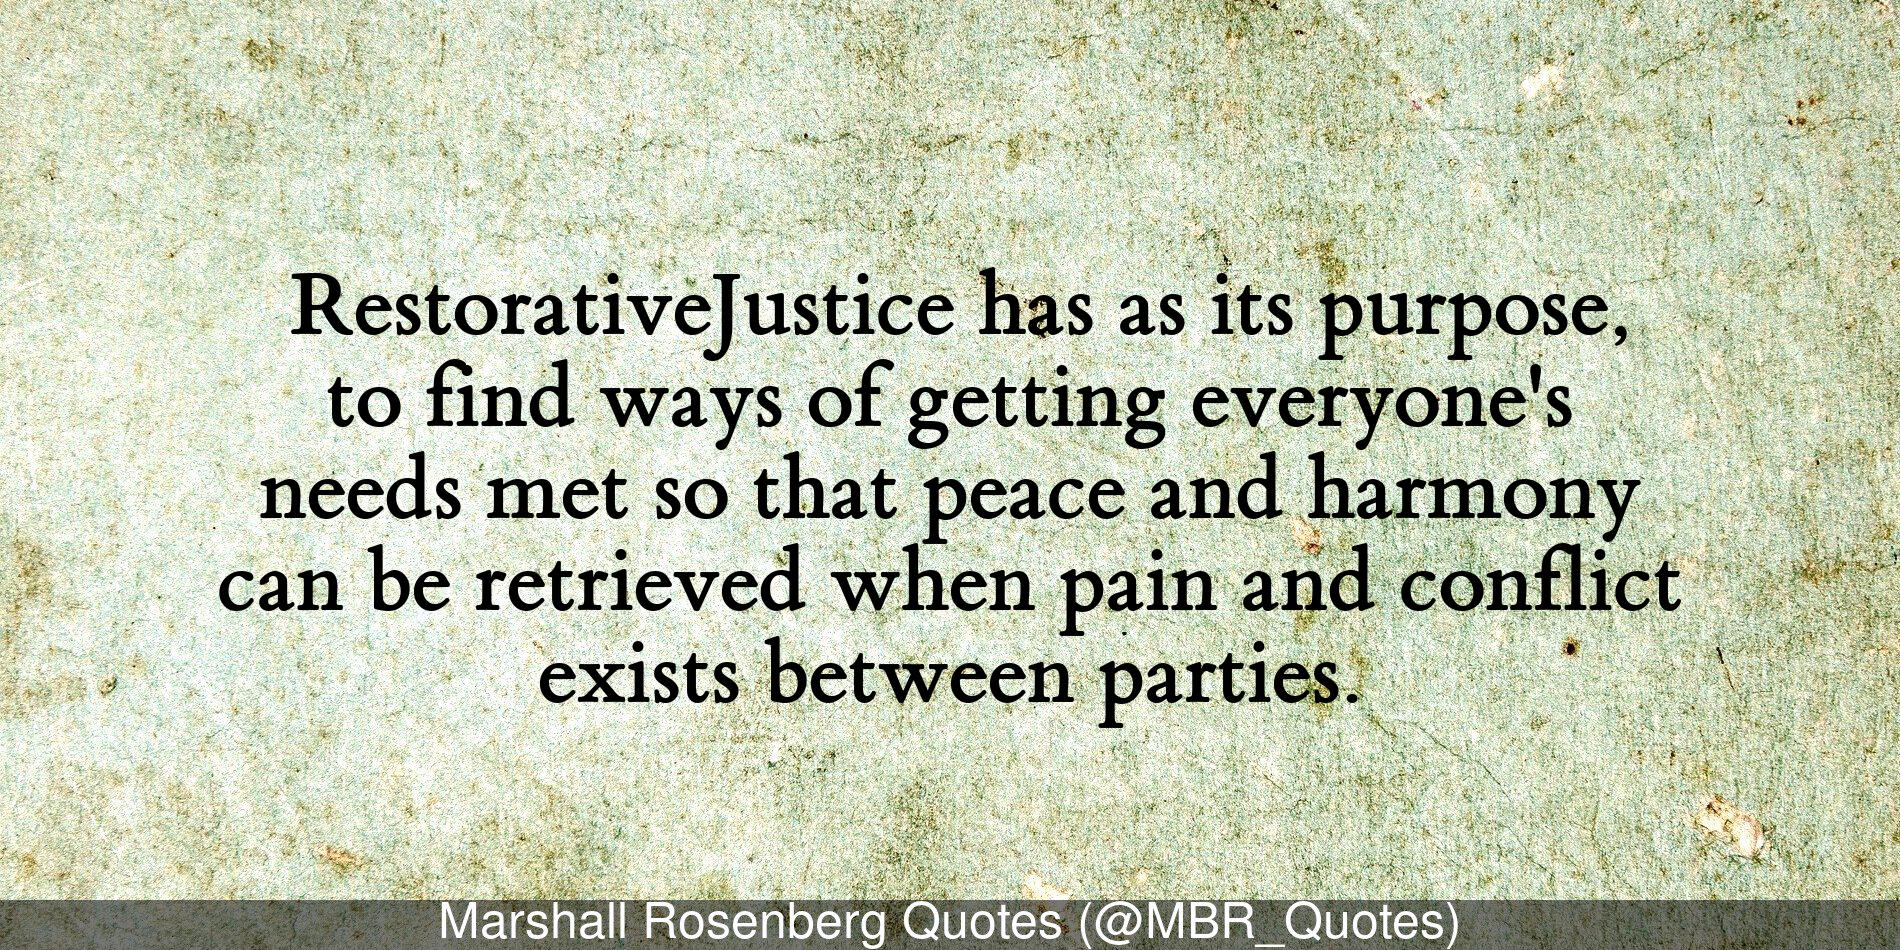 RestorativeJustice has as its purpose,
to find ways of getting everyone's
needs met so that peace and harmony
can be retrieved when pain and conflict
exists between parties.
Marshall Rosenberg Quotes (@MBR_Quotes)